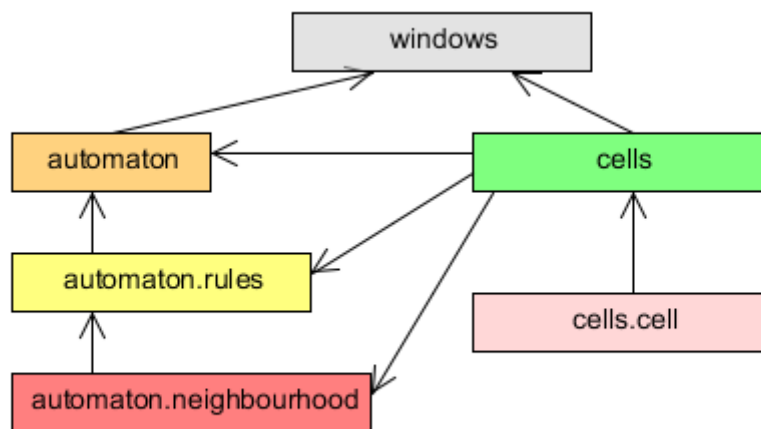 windows
automaton
cells
automaton.rules
cells.cell
automaton.neighbourhood